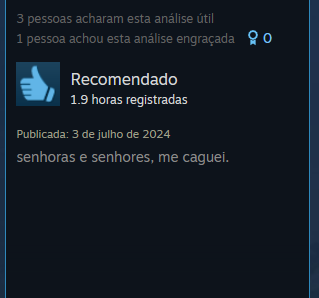 3 pessoas acharam esta análise útil
1 pessoa achou esta análise engraçada 0
Recomendado
1.9 horas registradas
Publicada: 3 de julho de 2024
senhoras e senhores, me caguei.